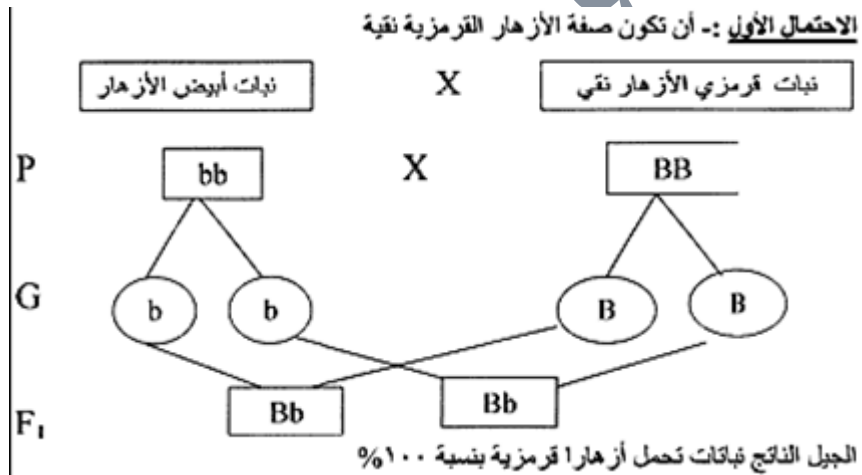 الاحتمال الأول :- أن تكون صفة الأزهار القرمزية نقية
نبات قرمزي الأزهار نقي X نبات أبيض الأزهار
P bb X BB
G b b B B
F₁ Bb Bb
الجيل الناتج نباتات تحمل أزهارا قرمزية بنسبة ١٠٠%